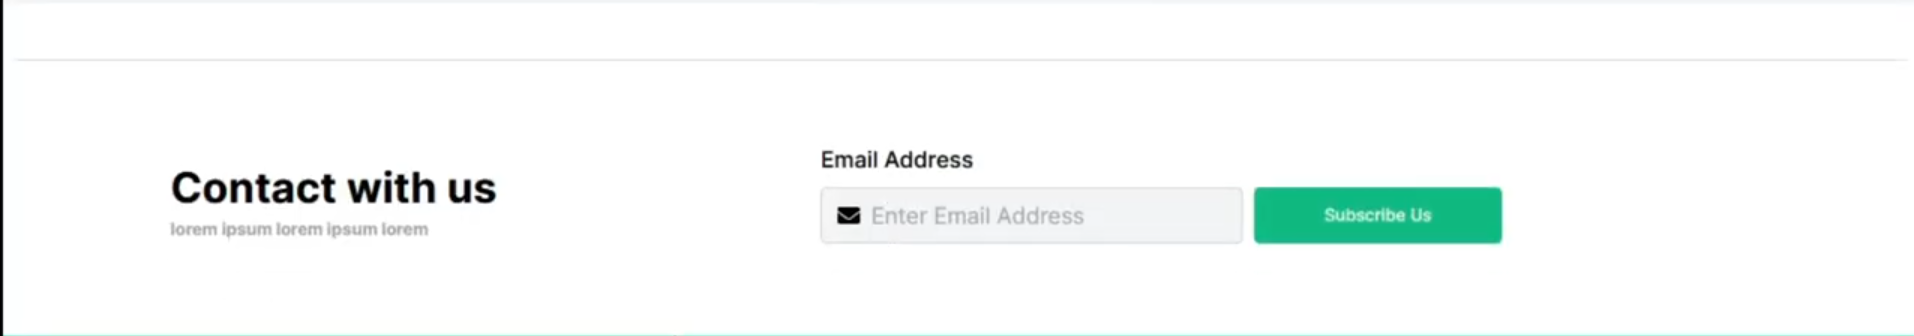 Contact with us
lorem ipsum lorem ipsum lorem
Email Address
Enter Email Address
Subscribe Us